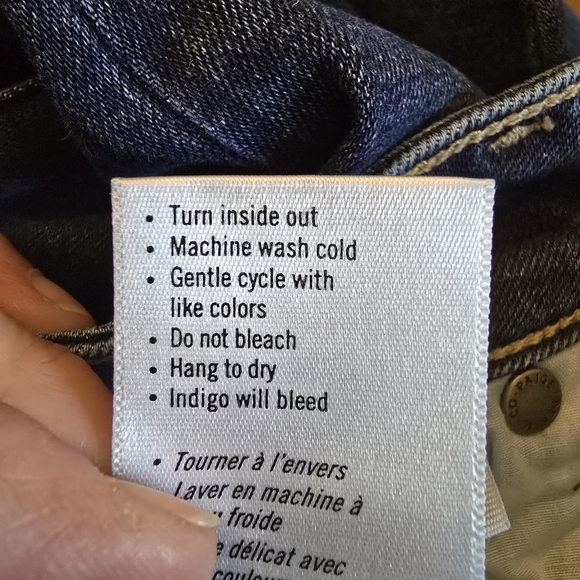 • Turn inside out
• Machine wash cold
• Gentle cycle with
like colors
• Do not bleach
• Hang to dry
• Indigo will bleed
• Tourner à l'envers
Laver en machine à
froide
délicat avec